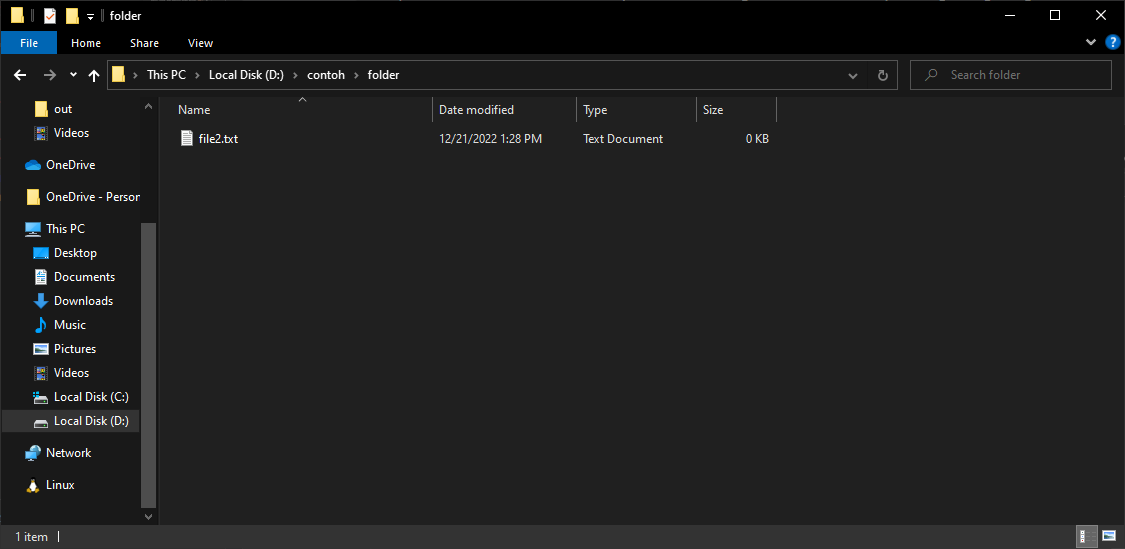 folder
File Home Share View
This PC Local Disk (D:) contoh folder Search folder
out
Videos
OneDrive
OneDrive - Person
This PC
Desktop
Documents
Downloads
Music
Pictures
Videos
Local Disk (C:)
Local Disk (D:)
Network
Linux
Name Date modified Type Size
file2.txt 12/21/2022 1:28 PM Text Document 0 KB
1 item